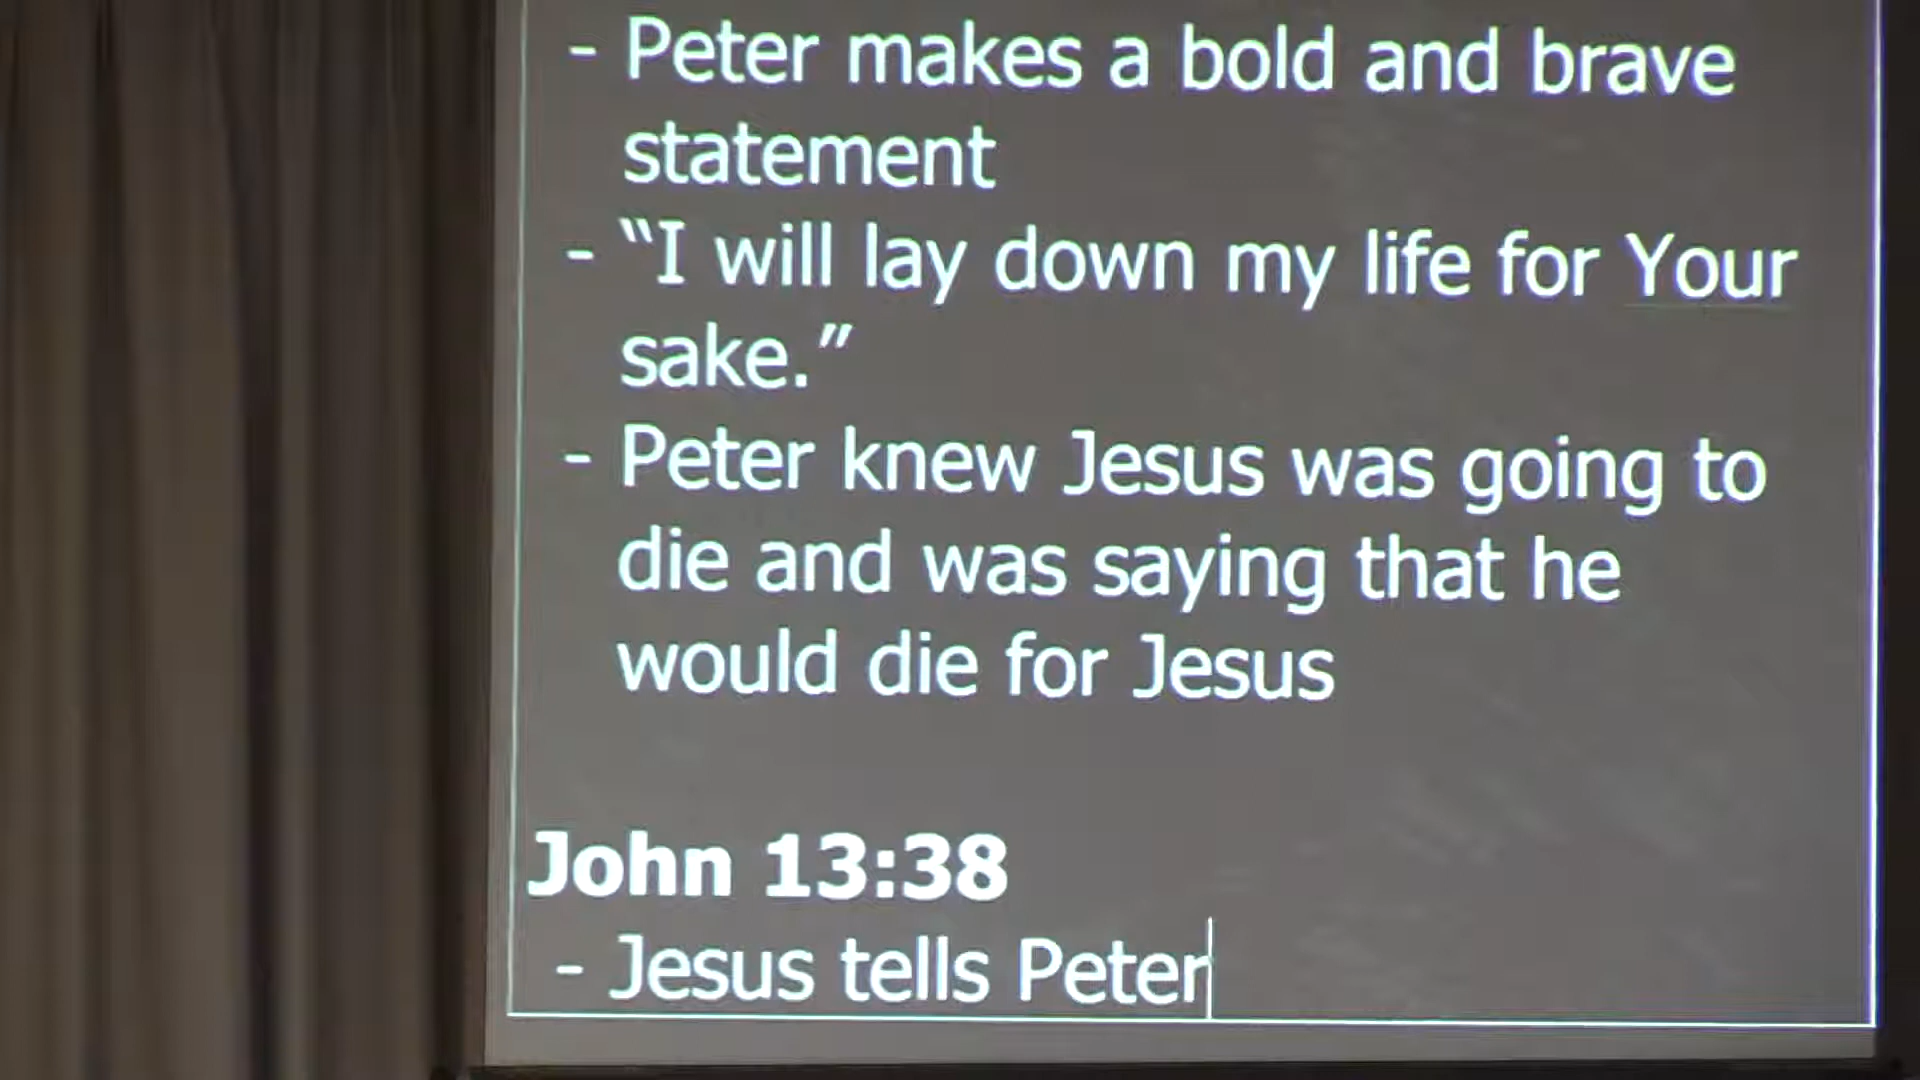 - Peter makes a bold and brave
statement
- “I will lay down my life for Your
sake.”
- Peter knew Jesus was going to
die and was saying that he
would die for Jesus
John 13:38
- Jesus tells Peter